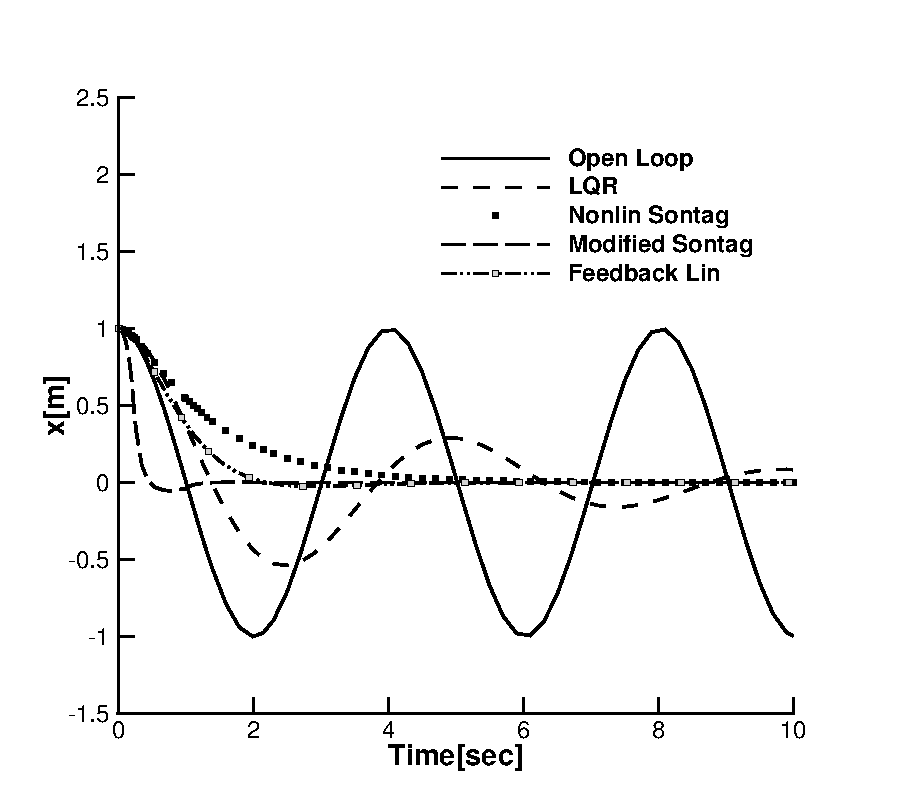 2.5
2
1.5
1
0.5
0
-0.5
-1
-1.5
x[m]
Open Loop
LQR
Nonlin Sontag
Modified Sontag
Feedback Lin
0 2 4 6 8 10
Time[sec]